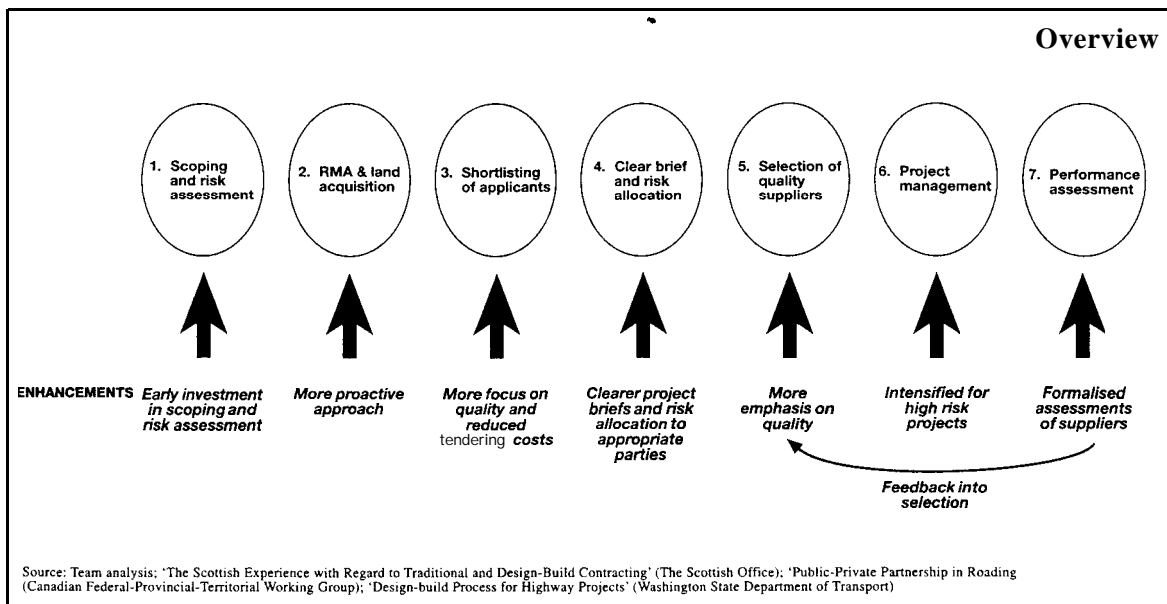 Overview
1. Scoping
and risk
assessment
2. RMA & land
acquisition
3. Shortlisting
of applicants
4. Clear brief
and risk
allocation
5. Selection of
quality
suppliers
6. Project
management
7. Performance
assessment
ENHANCEMENTS
Early investment
in scoping and
risk assessment
More proactive
approach
More focus on
quality and
reduced
tendering costs
Clearer project
briefs and risk
allocation to
appropriate
parties
More
emphasis on
quality
Intensified for
high risk
projects
Formalised
assessments
of suppliers
Feedback into
selection
Source: Team analysis; 'The Scottish Experience with Regard to Traditional and Design-Build Contracting' (The Scottish Office); 'Public-Private Partnership in Roading
(Canadian Federal-Provincial-Territorial Working Group); 'Design-build Process for Highway Projects' (Washington State Department of Transport)